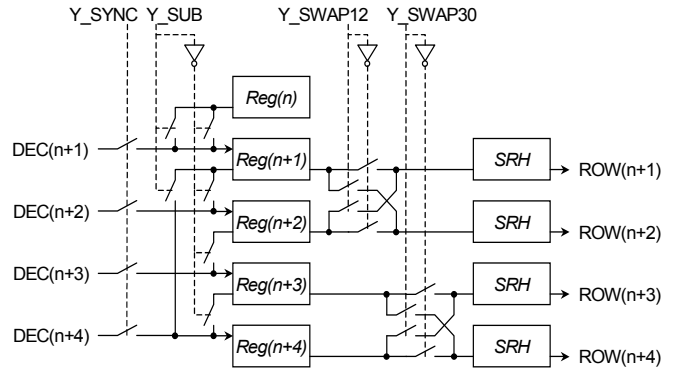 Y_SYNC Y_SUB Y_SWAP12 Y_SWAP30
Reg(n)
DEC(n+1) Reg(n+1) SRH ROW(n+1)
DEC(n+2) Reg(n+2) SRH ROW(n+2)
DEC(n+3) Reg(n+3) SRH ROW(n+3)
DEC(n+4) Reg(n+4) SRH ROW(n+4)